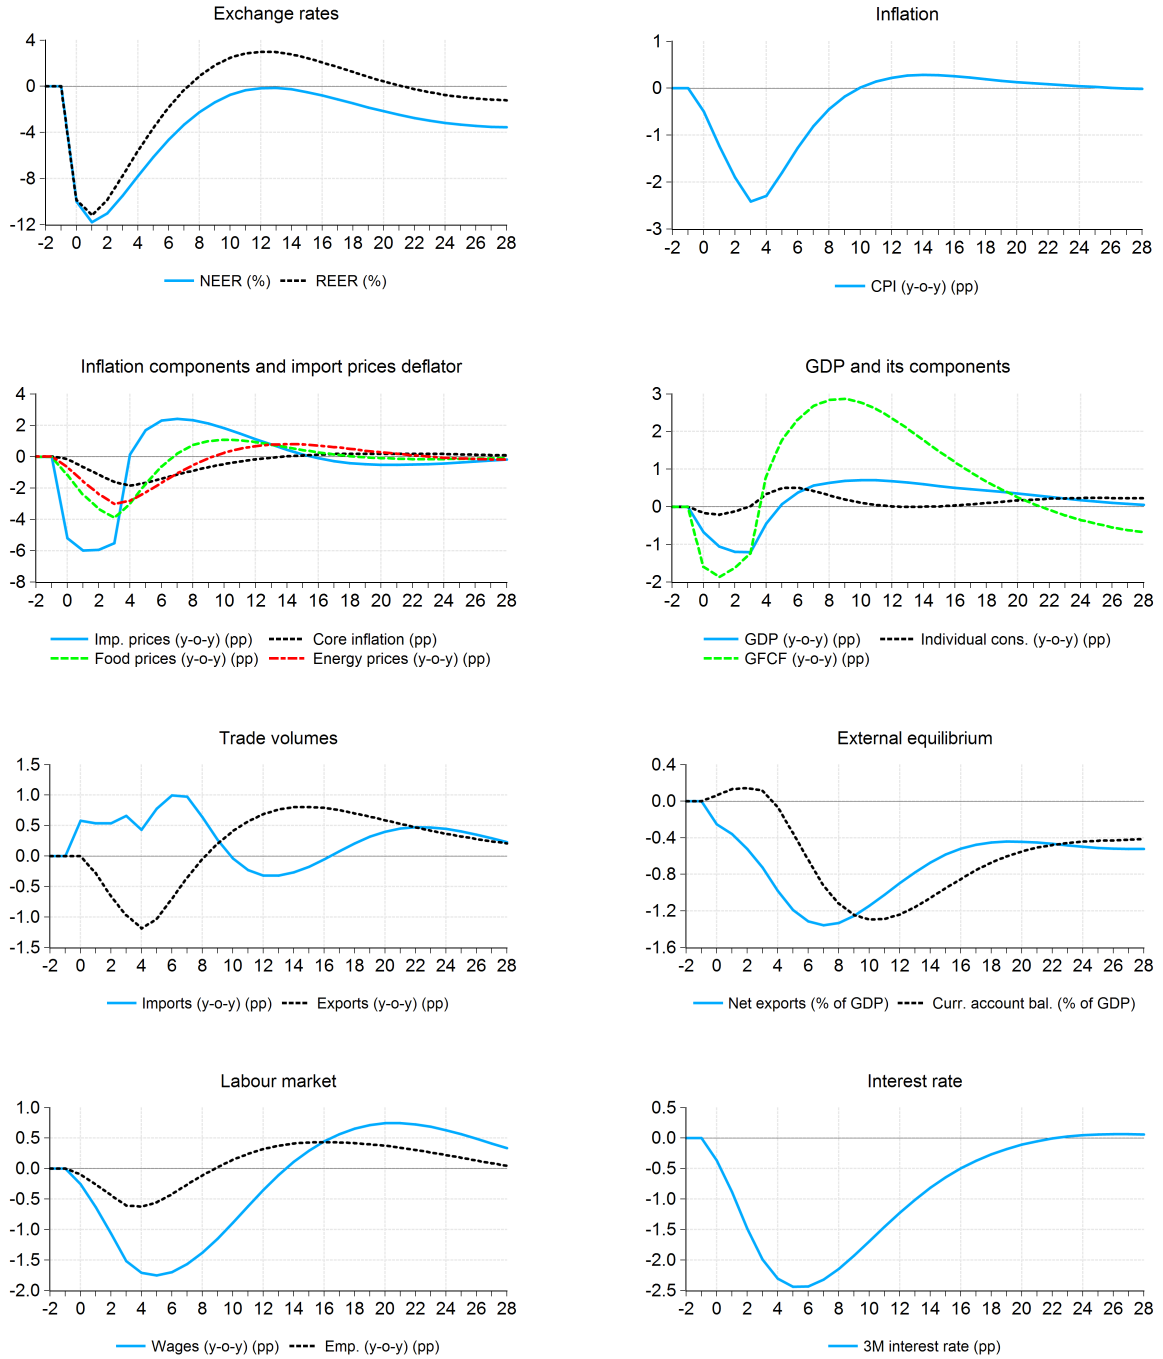 Exchange rates
4
0
-4
-8
-12
-2 0 2 4 6 8 10 12 14 16 18 20 22 24 26 28
NEER (%) REER (%)
Inflation
1
0
-1
-2
-3
-2 0 2 4 6 8 10 12 14 16 18 20 22 24 26 28
CPI (y-o-y) (pp)
Inflation components and import prices deflator
4
2
0
-2
-4
-6
-8
-2 0 2 4 6 8 10 12 14 16 18 20 22 24 26 28
Imp. prices (y-o-y) (pp) Core inflation (pp)
Food prices (y-o-y) (pp) Energy prices (y-o-y) (pp)
GDP and its components
3
2
1
0
-1
-2
-2 0 2 4 6 8 10 12 14 16 18 20 22 24 26 28
GDP (y-o-y) (pp) Individual cons. (y-o-y) (pp)
GFCF (y-o-y) (pp)
Trade volumes
1.5
1.0
0.5
0.0
-0.5
-1.0
-1.5
-2 0 2 4 6 8 10 12 14 16 18 20 22 24 26 28
Imports (y-o-y) (pp) Exports (y-o-y) (pp)
External equilibrium
0.4
0.0
-0.4
-0.8
-1.2
-1.6
-2 0 2 4 6 8 10 12 14 16 18 20 22 24 26 28
Net exports (% of GDP) Curr. account bal. (% of GDP)
Labour market
1.0
0.5
0.0
-0.5
-1.0
-1.5
-2.0
-2 0 2 4 6 8 10 12 14 16 18 20 22 24 26 28
Wages (y-o-y) (pp) Emp. (y-o-y) (pp)
Interest rate
0.5
0.0
-0.5
-1.0
-1.5
-2.0
-2.5
-2 0 2 4 6 8 10 12 14 16 18 20 22 24 26 28
3M interest rate (pp)